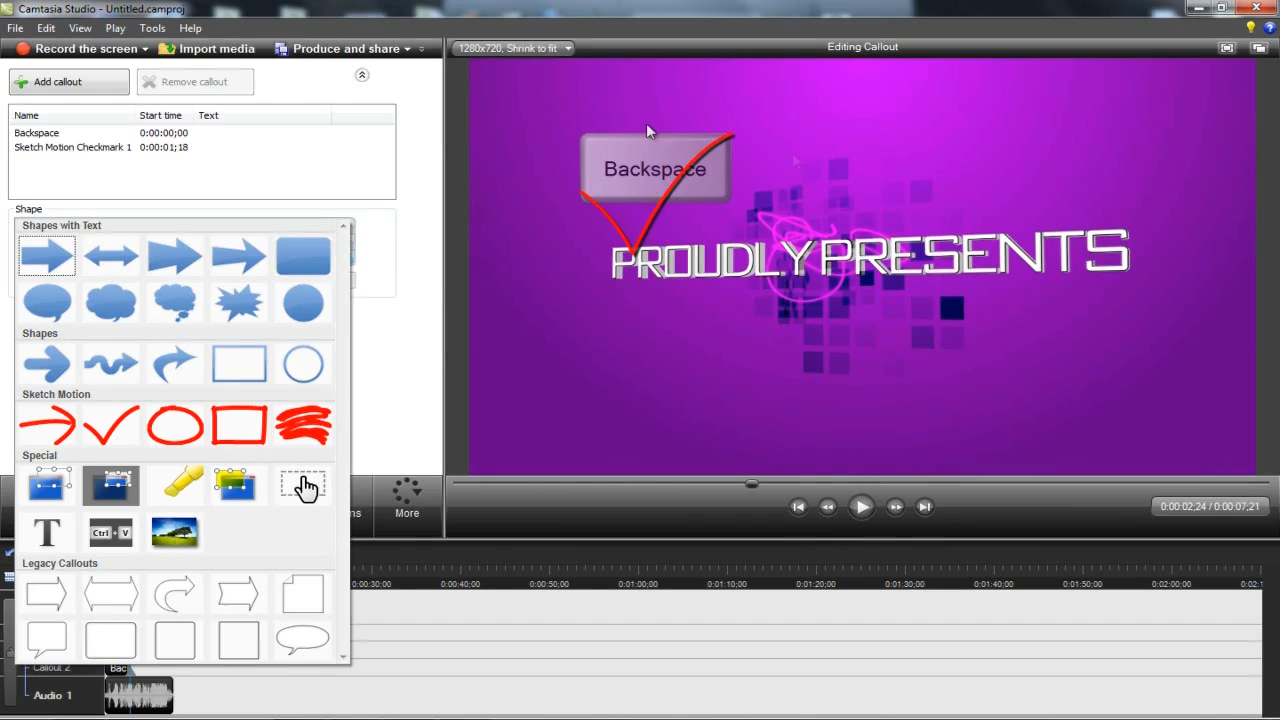 Camtasia Studio - Untitled.camproj
File Edit View Play Tools Help
Record the screen Import media Produce and share
1280x720, Shrink to fit
Editing Callout
Add callout
Remove callout
Name Start time Text
Backspace 0:00:00;00
Sketch Motion Checkmark 1 0:00:01;18
Shape
Shapes with Text
Shapes
Sketch Motion
Special
T
Ctrl + V
Legacy Callouts
Backspace
PROUDLY PRESENTS
ns
More
0:00:02;24 / 0:00:07;21
0:00:30;00 0:00:40;00 0:00:50;00 0:01:00;00 0:01:10;00 0:01:20;00 0:01:30;00 0:01:40;00 0:01:50;00 0:02:00;00 0:02:1
Callout 2
Bac
Audio 1